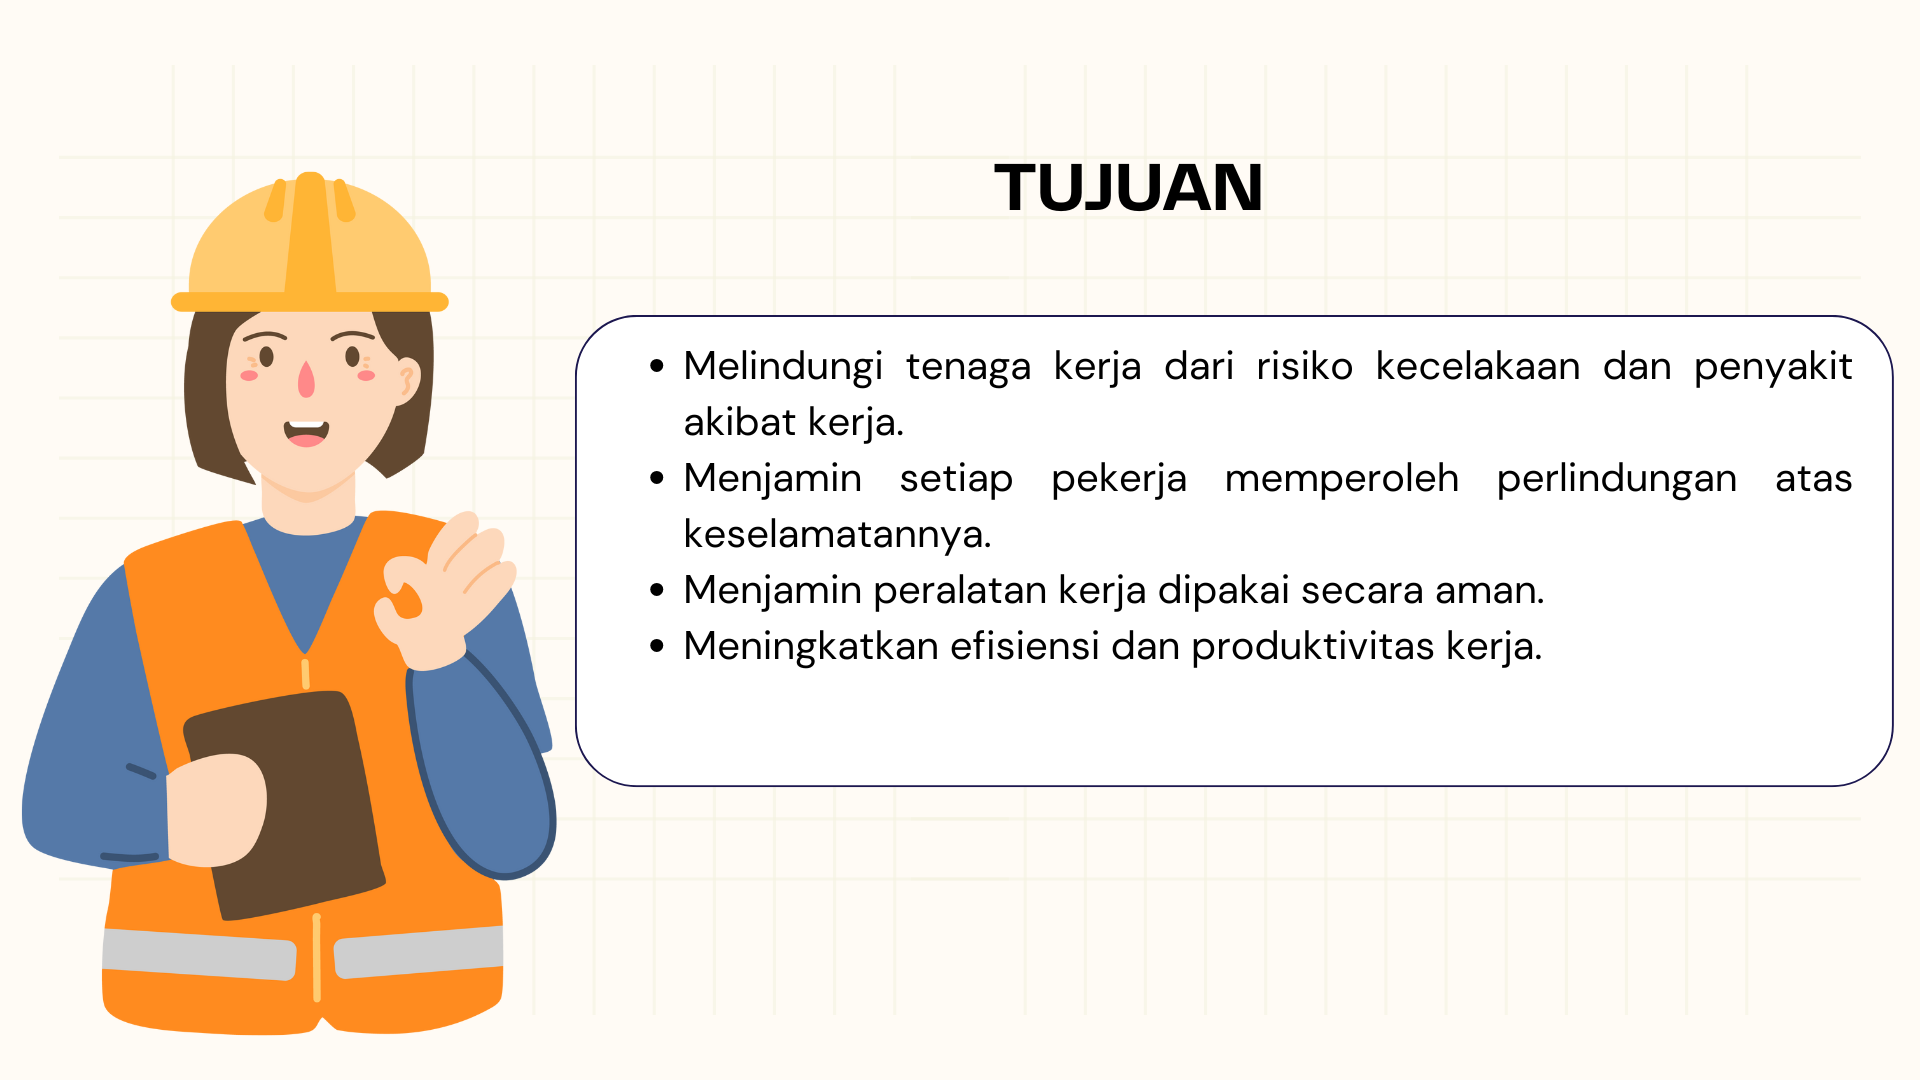 TUJUAN
• Melindungi tenaga kerja dari risiko kecelakaan dan penyakit
akibat kerja.
• Menjamin setiap pekerja memperoleh perlindungan atas
keselamatannya.
• Menjamin peralatan kerja dipakai secara aman.
• Meningkatkan efisiensi dan produktivitas kerja.